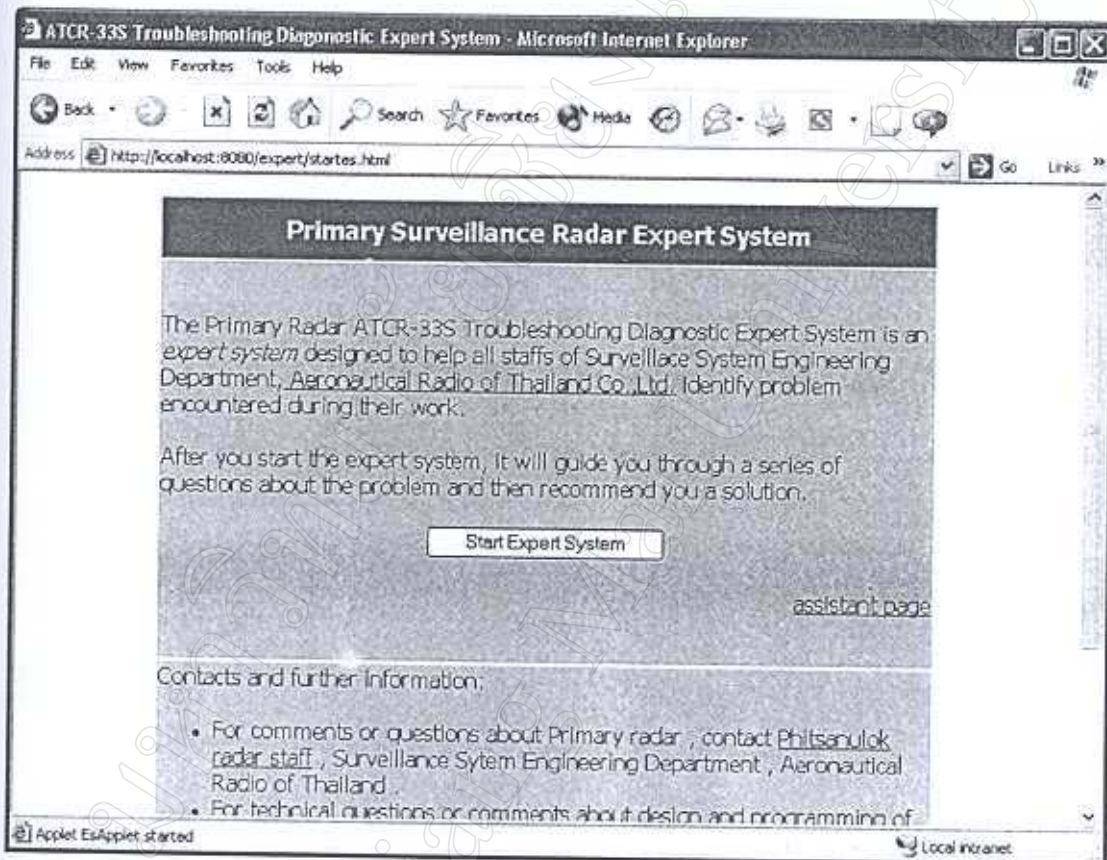 ATCR-33S Troubleshooting Diagonostic Expert System - Microsoft Internet Explorer
File Edit View Favorites Tools Help
Back Search Favorites Media
Address http://localhost:8080/expert/startes.html Go Links »
Primary Surveillance Radar Expert System
The Primary Radar ATCR-33S Troubleshooting Diagnostic Expert System is an
expert system designed to help all staffs of Surveillace System Engineering
Department, Aeronautical Radio of Thailand Co.,Ltd. Identify problem
encountered during their work.
After you start the expert system, it will guide you through a series of
questions about the problem and then recommend you a solution.
Start Expert System
assistant page
Contacts and further information:
• For comments or questions about Primary radar , contact Phitsanulok
radar staff , Surveillance Sytem Engineering Department , Aeronautical
Radio of Thailand .
• For technical questions or comments about design and programming of
Applet EsApplet started Local intranet